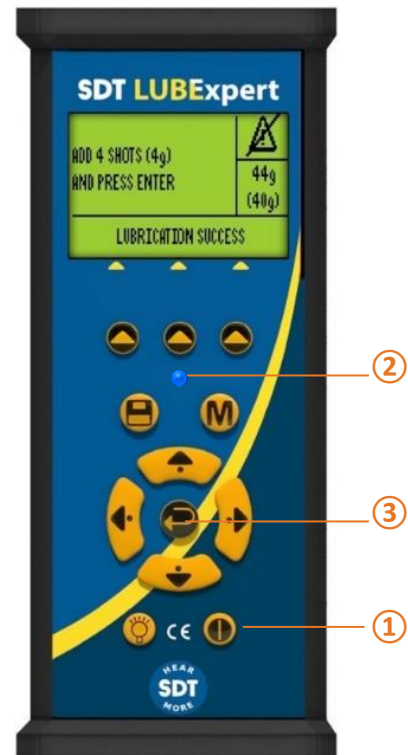 SDT LUBExpert
ADD 4 SHOTS (4g)
AND PRESS ENTER
44g
(40g)
LUBRICATION SUCCESS
②
M
③
CE
①
HEAR
SDT
MORE